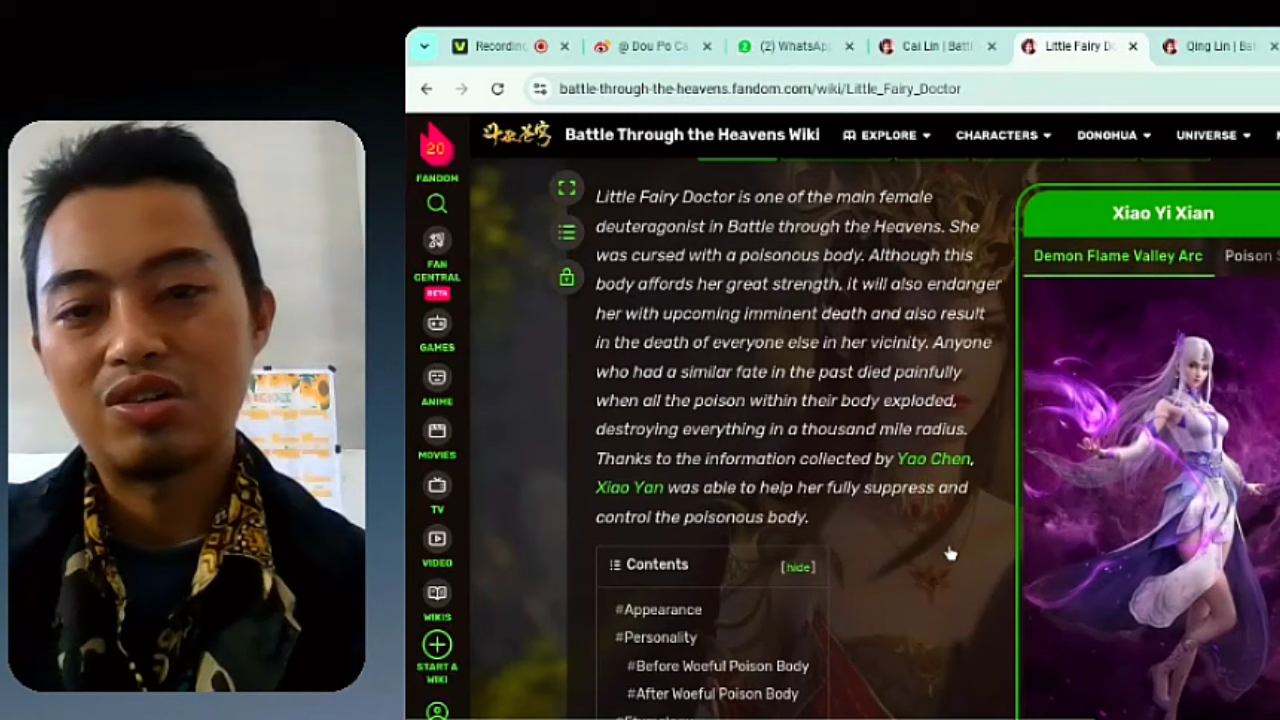 Recording
@ Dou Po Ca
(2) WhatsAp
Cai Lin | Battl
Little Fairy Do
Qing Lin | Bat
battle-through-the-heavens.fandom.com/wiki/Little_Fairy_Doctor
斗破苍穹
Battle Through the Heavens Wiki
EXPLORE
CHARACTERS
DONGHUA
UNIVERSE
20
FANDOM
FAN
CENTRAL
BETA
GAMES
ANIME
MOVIES
TV
VIDEO
WIKIS
START A
WIKI
Little Fairy Doctor is one of the main female
deuteragonist in Battle through the Heavens. She
was cursed with a poisonous body. Although this
body affords her great strength, it will also endanger
her with upcoming imminent death and also result
in the death of everyone else in her vicinity. Anyone
who had a similar fate in the past died painfully
when all the poison within their body exploded,
destroying everything in a thousand mile radius.
Thanks to the information collected by Yao Chen,
Xiao Yan was able to help her fully suppress and
control the poisonous body.
Contents
[hide]
#Appearance
#Personality
#Before Woeful Poison Body
#After Woeful Poison Body
Xiao Yi Xian
Demon Flame Valley Arc
Poison S